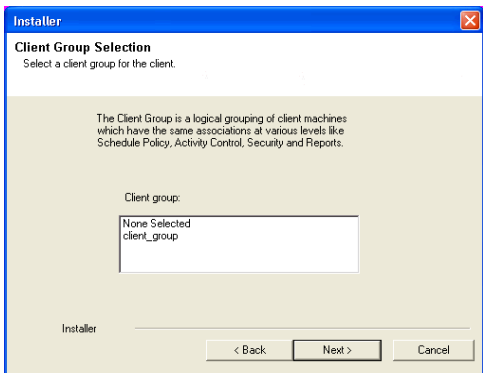 Installer
Client Group Selection
Select a client group for the client.
The Client Group is a logical grouping of client machines
which have the same associations at various levels like
Schedule Policy, Activity Control, Security and Reports.
Client group:
None Selected
client_group
Installer
< Back
Next >
Cancel